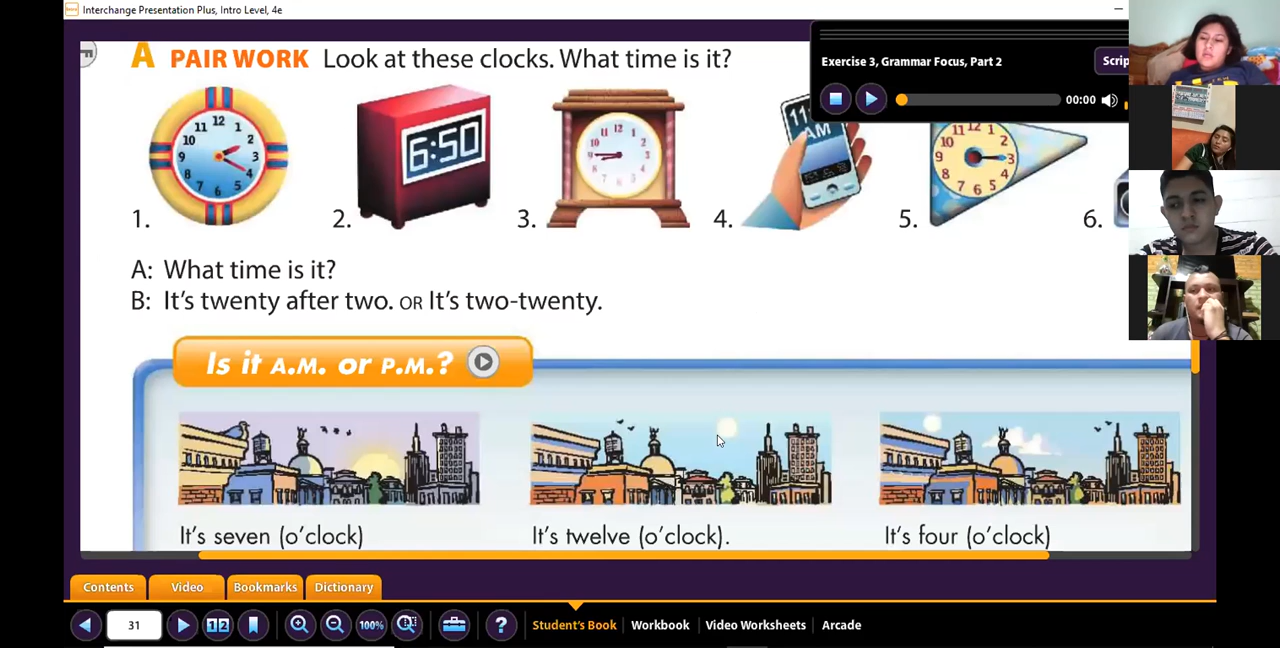 Interchange Presentation Plus, Intro Level, 4e
A PAIR WORK Look at these clocks. What time is it?
Exercise 3, Grammar Focus, Part 2
Scrip
00:00
6:50
AM
1. 2. 3. 4. 5. 6.
A: What time is it?
B: It's twenty after two. OR It's two-twenty.
Is it A.M. or P.M.?
It's seven (o'clock) It's twelve (o'clock). It's four (o'clock)
Contents Video Bookmarks Dictionary
31 12 100% ? Student's Book Workbook Video Worksheets Arcade